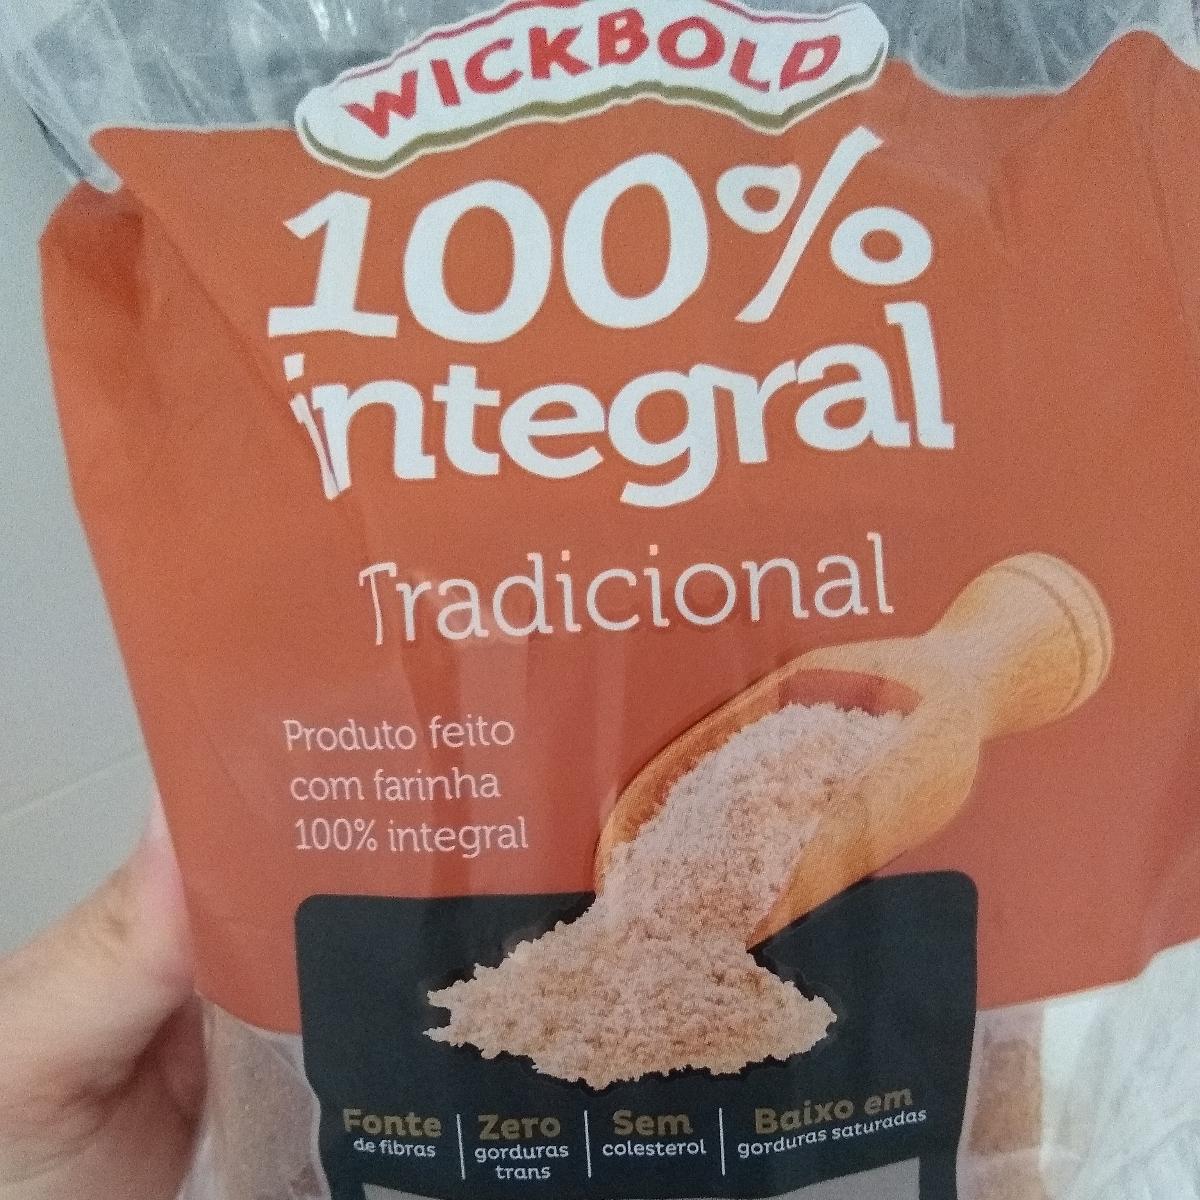 WICKBOLD
100%
integral
Tradicional
Produto feito
com farinha
100% integral
Fonte
de fibras
Zero
gorduras
trans
Sem
colesterol
Baixo em
gorduras saturadas